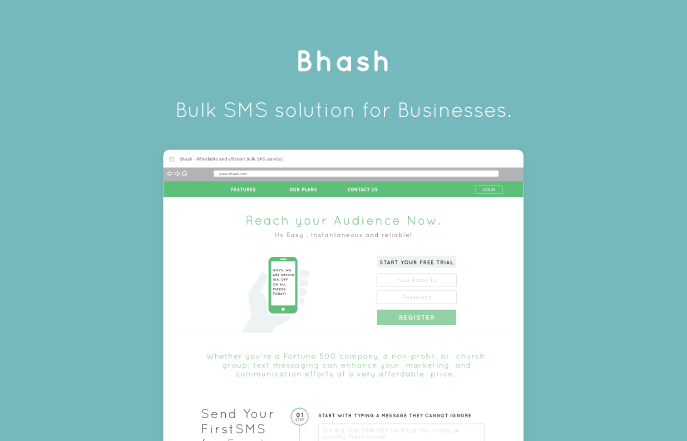 Bhash
Bulk SMS solution for Businesses.
Bhash - Affordable and efficient Bulk SMS service!
www.bhash.com
FEATURES OUR PLANS CONTACT US LOGIN
Reach your Audience Now.
Its Easy , Instantaneous and reliable!
START YOUR FREE TRIAL
GUYS, WE
ARE HAVING
50% OFF
ON ALL
PIZZAS
TODAY!
Your Email ID
Password
REGISTER
Whether you're a Fortune 500 company, a non-profit, or church
group; text messaging can enhance your marketing and
communication efforts at a very affordable price.
Send Your
FirstSMS
01
STEP
START WITH TYPING A MESSAGE THEY CANNOT IGNORE